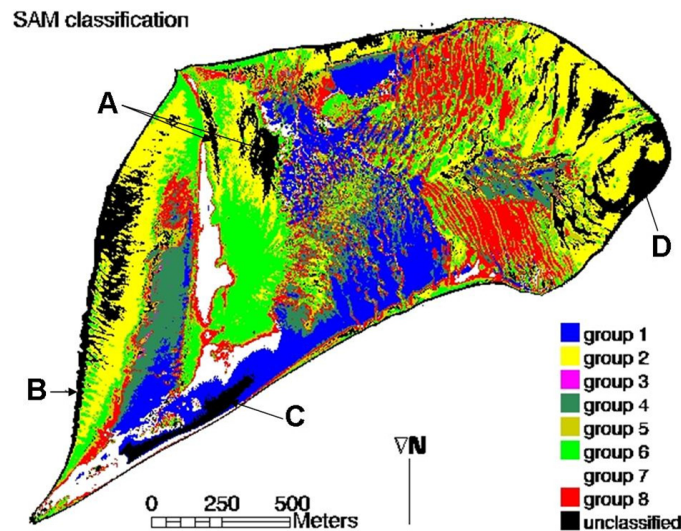 SAM classification
A
B
C
D
group 1
group 2
group 3
group 4
group 5
group 6
group 7
group 8
unclassified
N
0 250 500
Meters